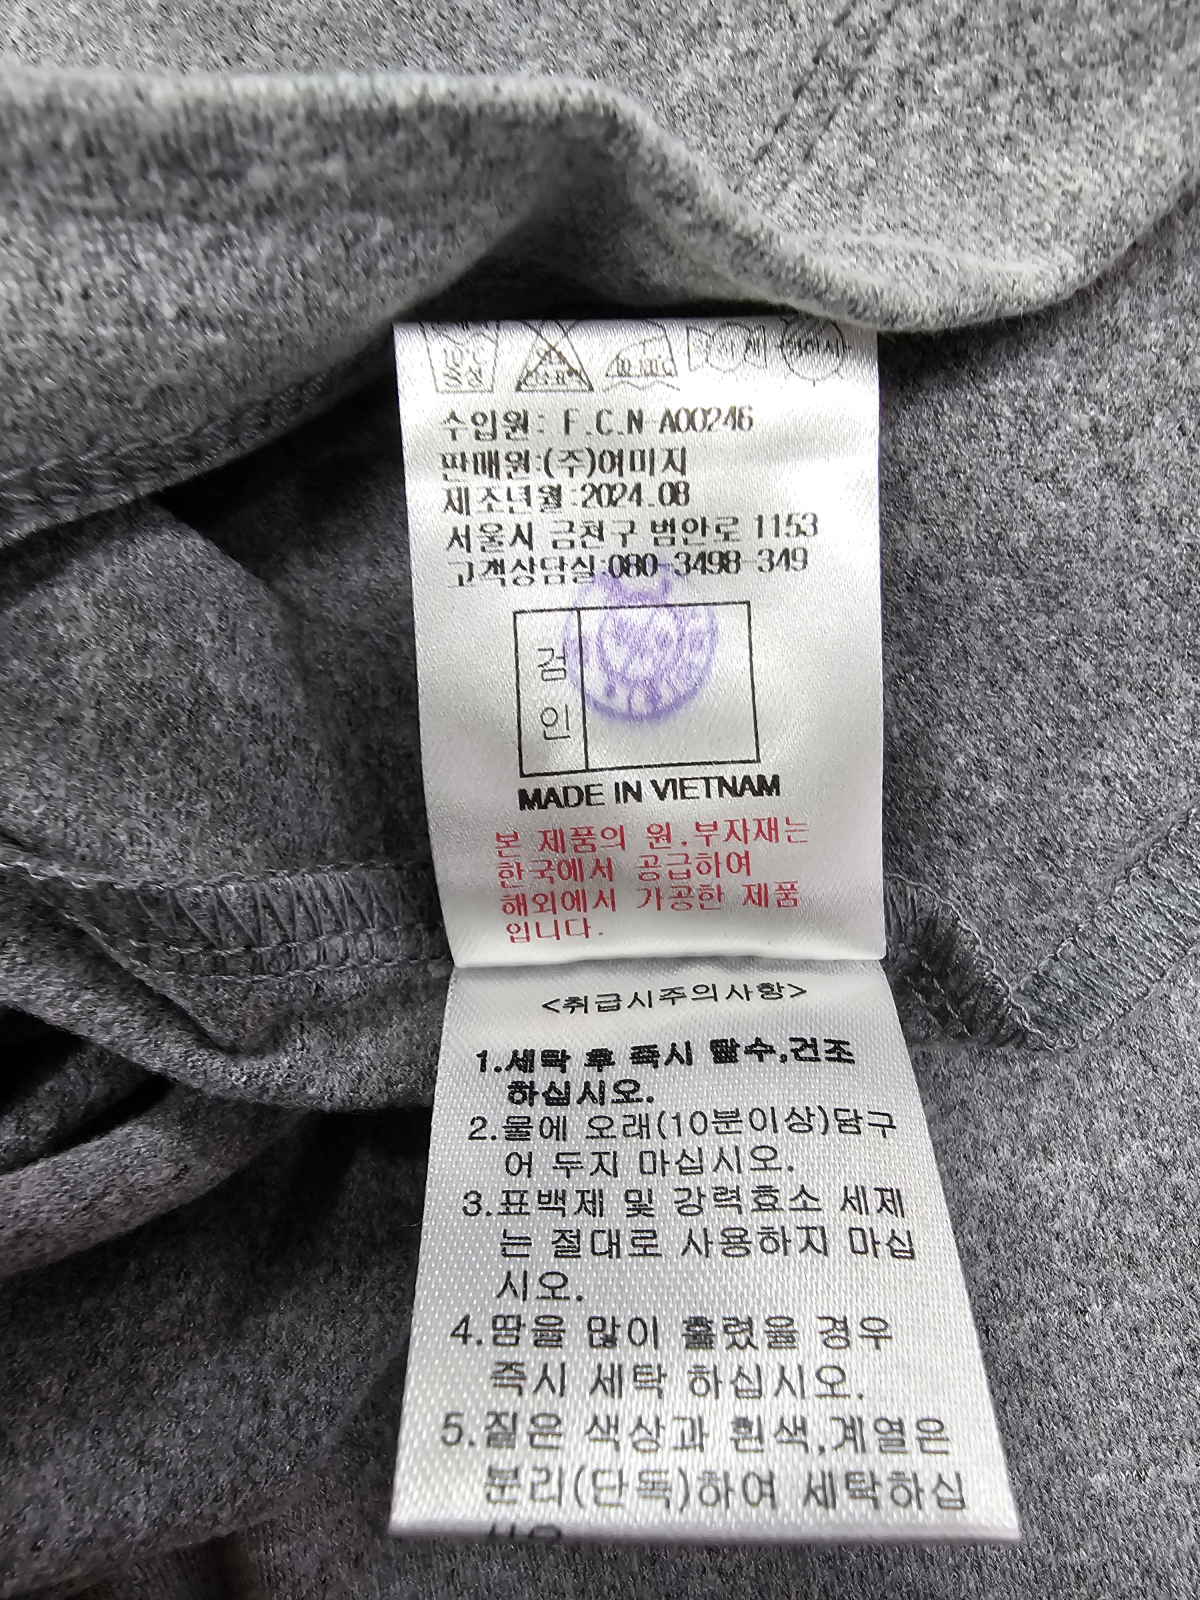 수입원: F.C.N-A00246
판매원:(주)어미지
제조년월:2024.08
서울시 금천구 범안로 1153
고객상담실:080-3498-349
검
인
MADE IN VIETNAM
본 제품의 원.부자재는
한국에서 공급하여
해외에서 가공한 제품
입니다.
<취급시주의사항>
1.세탁 후 즉시 탈수,건조
하십시오.
2.물에 오래(10분이상)담구
어 두지 마십시오.
3.표백제 및 강력효소 세제
는 절대로 사용하지 마십
시오.
4.땀을 많이 흘렸을 경우
즉시 세탁 하십시오.
5.짙은 색상과 흰색,계열은
분리(단독)하여 세탁하십
시오